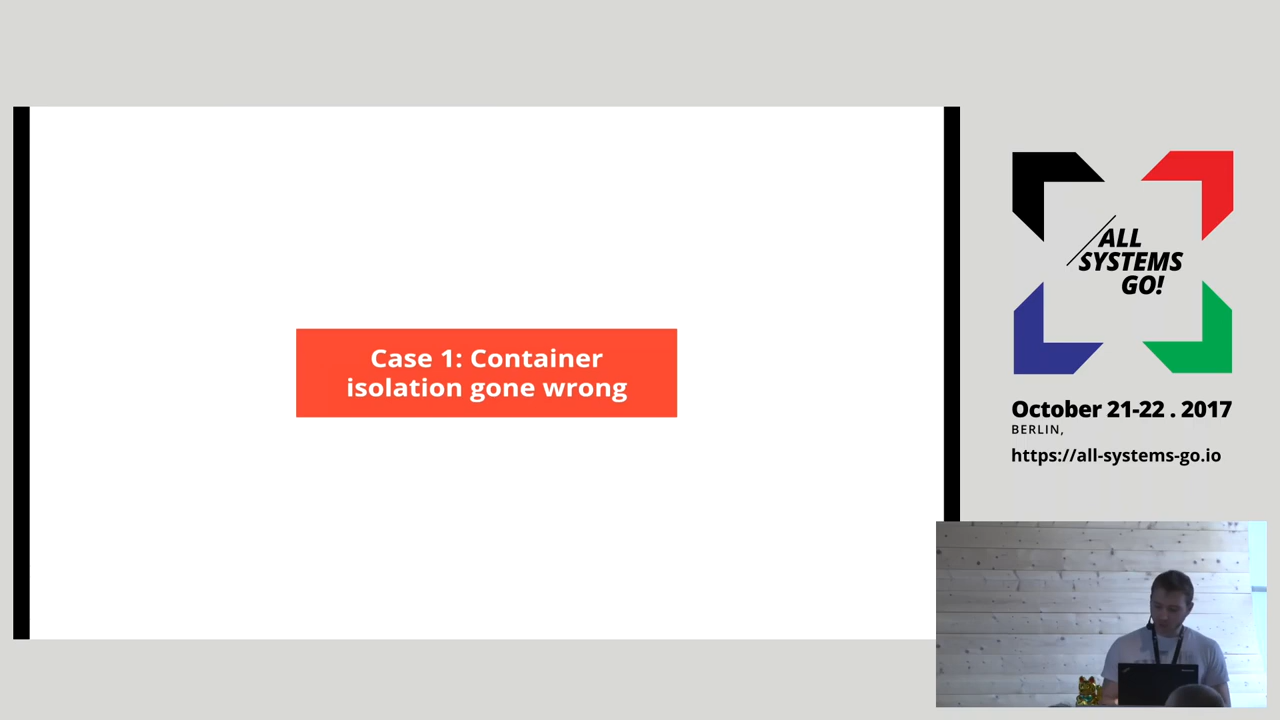 Case 1: Container
isolation gone wrong
ALL
SYSTEMS
GO!
October 21-22 . 2017
BERLIN,
https://all-systems-go.io